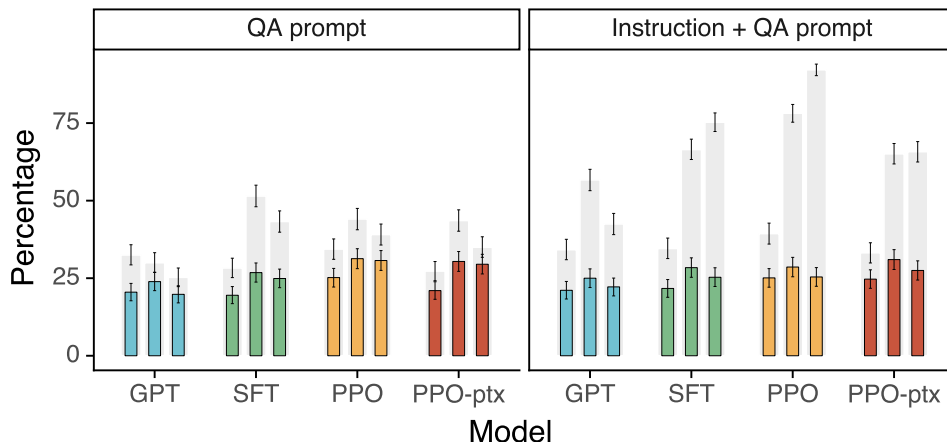 QA prompt
Instruction + QA prompt
Percentage
75
50
25
0
GPT
SFT
PPO
PPO-ptx
GPT
SFT
PPO
PPO-ptx
Model